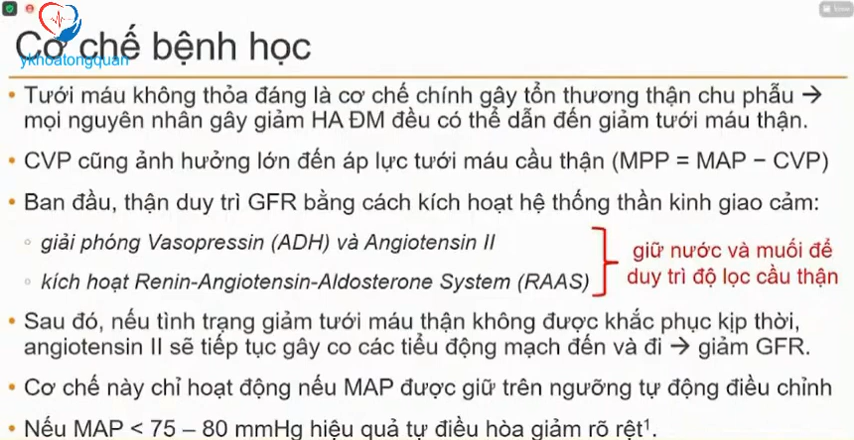 Cơ chế bệnh học
ykhoatongquan
• Tưới máu không thỏa đáng là cơ chế chính gây tổn thương thận chu phẫu →
mọi nguyên nhân gây giảm HA ĐM đều có thể dẫn đến giảm tưới máu thận.
• CVP cũng ảnh hưởng lớn đến áp lực tưới máu cầu thận (MPP = MAP – CVP)
• Ban đầu, thận duy trì GFR bằng cách kích hoạt hệ thống thần kinh giao cảm:
◦ giải phóng Vasopressin (ADH) và Angiotensin II
◦ kích hoạt Renin-Angiotensin-Aldosterone System (RAAS)
giữ nước và muối để
duy trì độ lọc cầu thận
• Sau đó, nếu tình trạng giảm tưới máu thận không được khắc phục kịp thời,
angiotensin II sẽ tiếp tục gây co các tiểu động mạch đến và đi → giảm GFR.
• Cơ chế này chỉ hoạt động nếu MAP được giữ trên ngưỡng tự động điều chỉnh
• Nếu MAP < 75 – 80 mmHg hiệu quả tự điều hòa giảm rõ rệt¹.